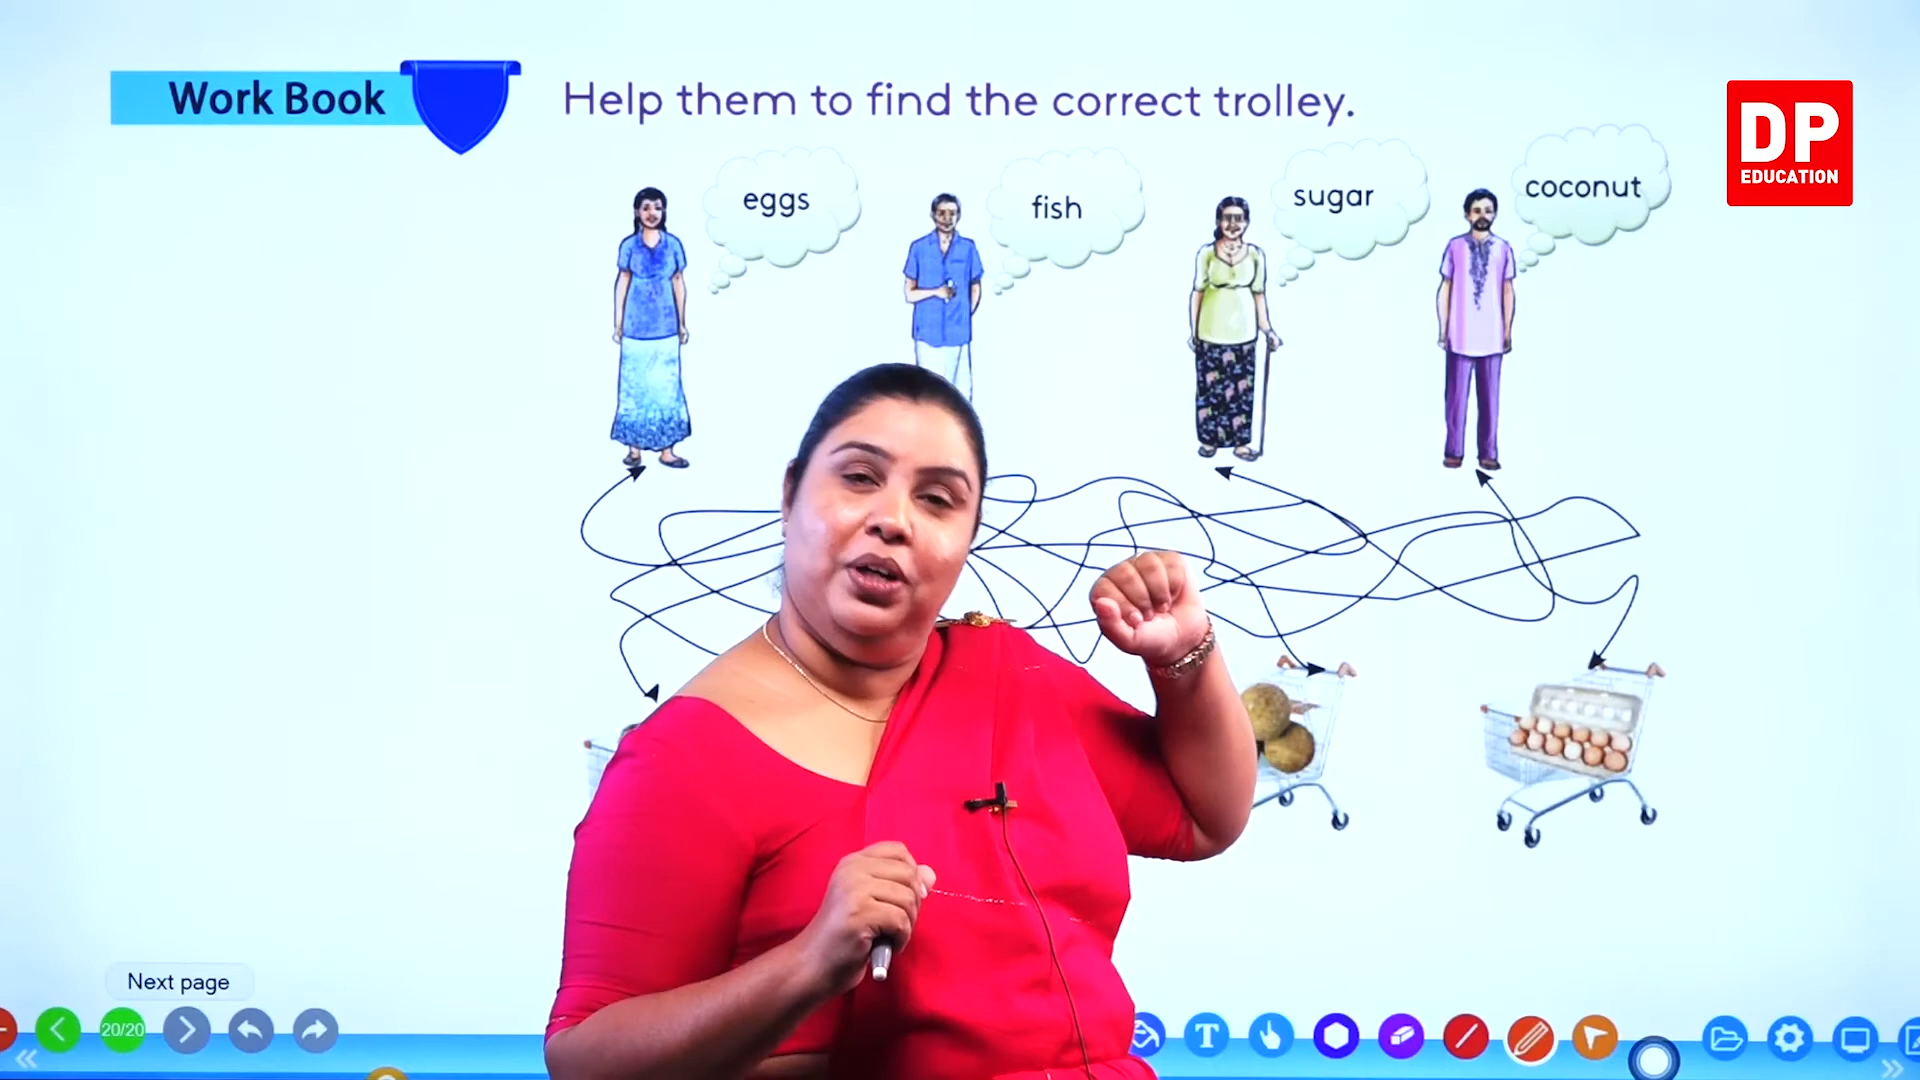 Work Book
Help them to find the correct trolley.
DP
EDUCATION
eggs
fish
sugar
coconut
Next page
20/20
T